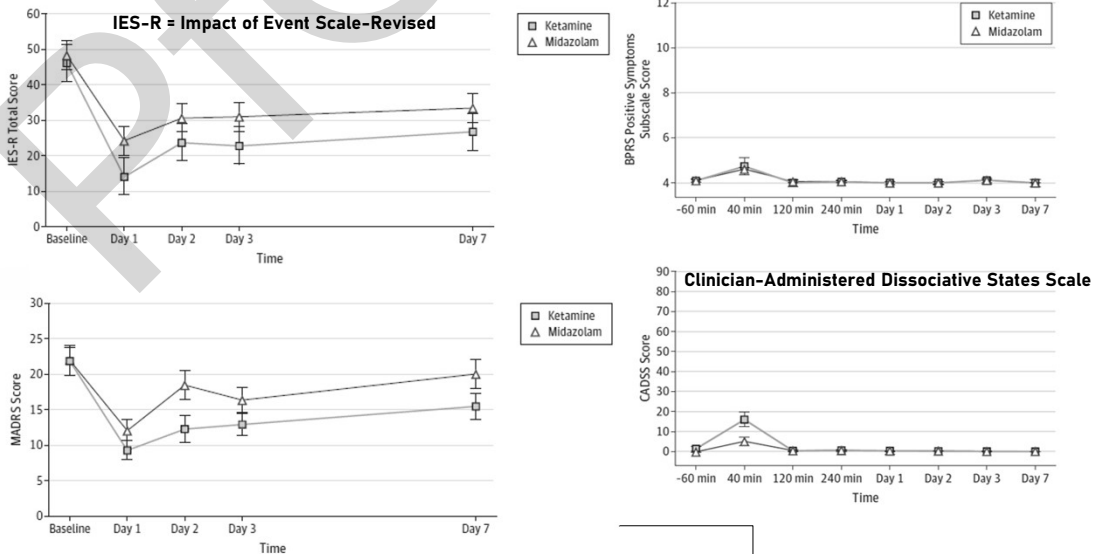 IES-R = Impact of Event Scale-Revised
IES-R Total Score
60
50
40
30
20
10
0
Baseline Day 1 Day 2 Day 3 Day 7
Time
Ketamine
Midazolam
BPRS Positive Symptoms
Subscale Score
12
10
8
6
4
-60 min 40 min 120 min 240 min Day 1 Day 2 Day 3 Day 7
Time
Ketamine
Midazolam
MADRS Score
30
25
20
15
10
5
0
Baseline Day 1 Day 2 Day 3 Day 7
Time
Ketamine
Midazolam
Clinician-Administered Dissociative States Scale
CADSS Score
90
80
70
60
50
40
30
20
10
0
-60 min 40 min 120 min 240 min Day 1 Day 2 Day 3 Day 7
Time